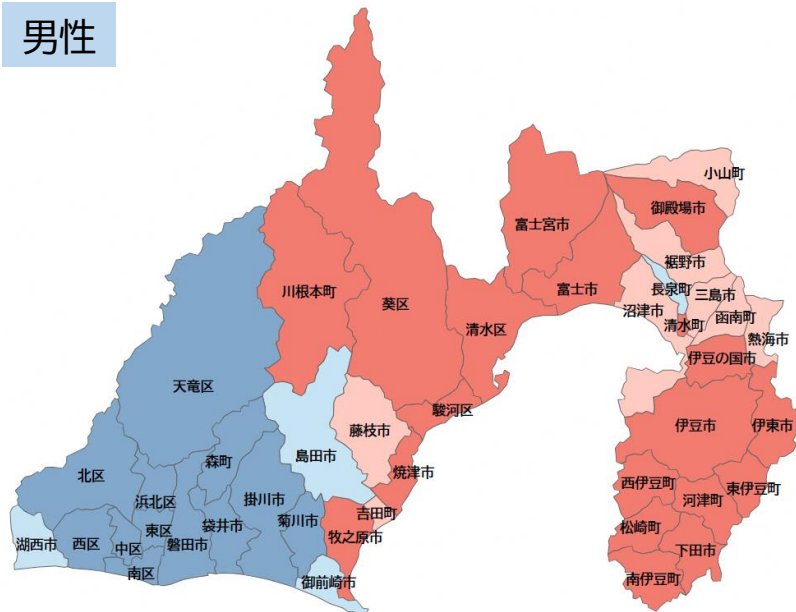 男性
小山町
御殿場市
富士宮市
裾野市
長泉町
三島市
川根本町
葵区
富士市
沼津市
函南町
清水区
清水町
熱海市
伊豆の国市
天竜区
駿河区
藤枝市
伊豆市
伊東市
島田市
森町
焼津市
北区
西伊豆町
東伊豆町
浜北区
掛川市
河津町
吉田町
菊川市
東区
袋井市
松崎町
牧之原市
湖西市
西区
中区
磐田市
下田市
南区
御前崎市
南伊豆町